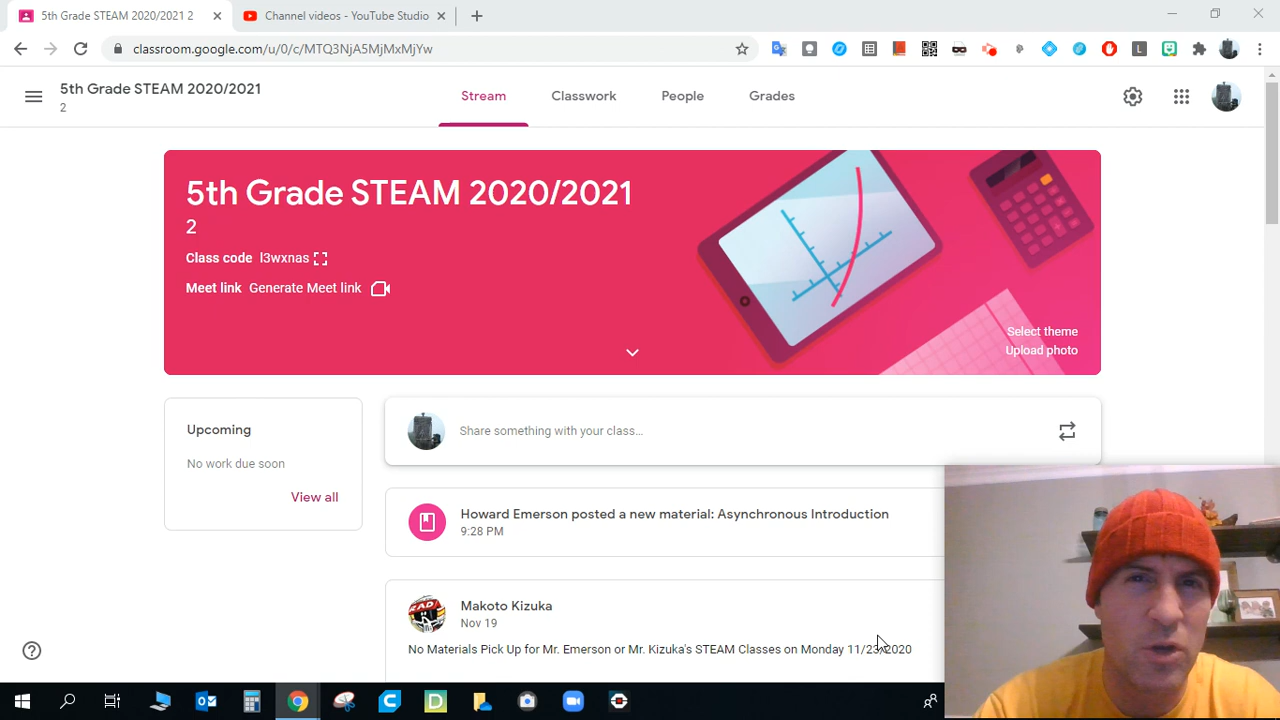 5th Grade STEAM 2020/2021 2
Channel videos - YouTube Studio
classroom.google.com/u/0/c/MTQ3NjA5MjMxMjYw
5th Grade STEAM 2020/2021
2
Stream
Classwork
People
Grades
5th Grade STEAM 2020/2021
2
Class code l3wxnas
Meet link Generate Meet link
Select theme
Upload photo
Upcoming
No work due soon
View all
Share something with your class...
Howard Emerson posted a new material: Asynchronous Introduction
9:28 PM
Makoto Kizuka
Nov 19
No Materials Pick Up for Mr. Emerson or Mr. Kizuka's STEAM Classes on Monday 11/23/2020